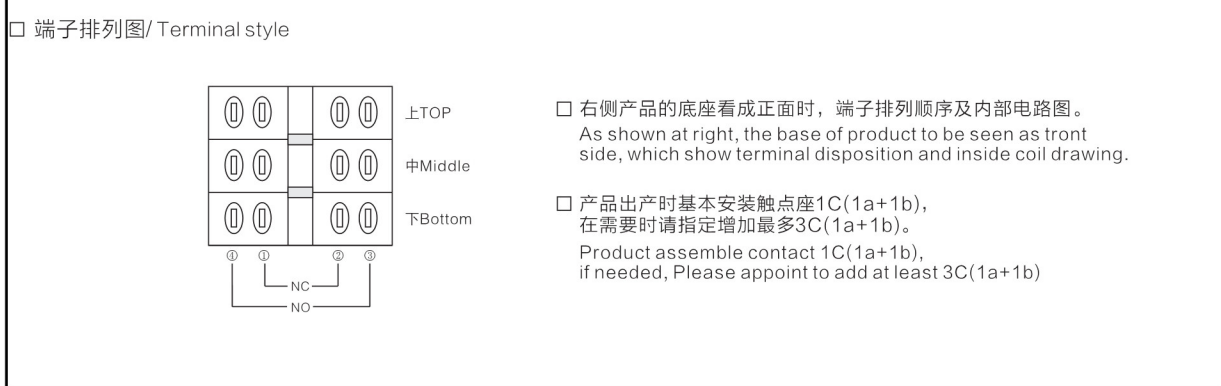 □ 端子排列图/ Terminal style
上TOP
中Middle
下Bottom
④ ① ② ③
NC
NO
□ 右侧产品的底座看成正面时，端子排列顺序及内部电路图。
As shown at right, the base of product to be seen as tront
side, which show terminal disposition and inside coil drawing.
□ 产品出产时基本安装触点座1C(1a+1b),
在需要时请指定增加最多3C(1a+1b)。
Product assemble contact 1C(1a+1b),
if needed, Please appoint to add at least 3C(1a+1b)